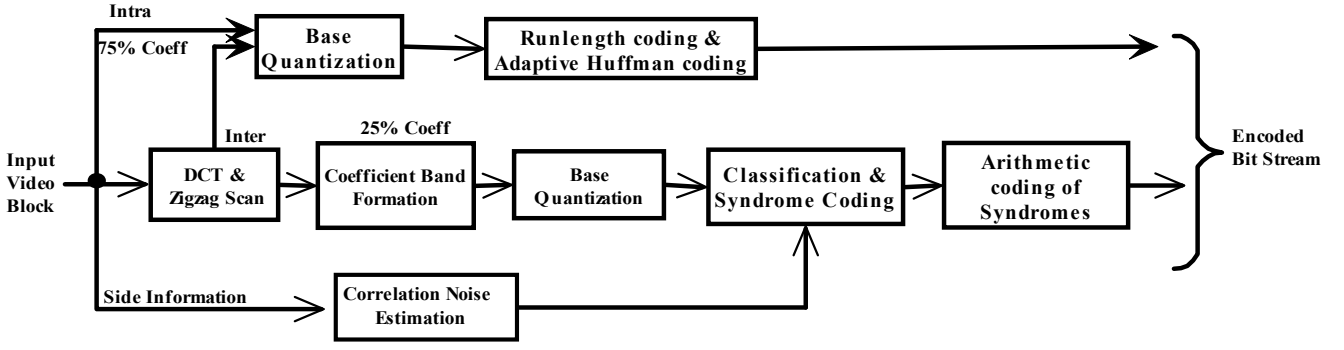 Intra
75% Coeff
Base
Quantization
Runlength coding &
Adaptive Huffman coding
Inter
25% Coeff
Input
Video
Block
DCT &
Zigzag Scan
Coefficient Band
Formation
Base
Quantization
Classification &
Syndrome Coding
Arithmetic
coding of
Syndromes
Encoded
Bit Stream
Side Information
Correlation Noise
Estimation